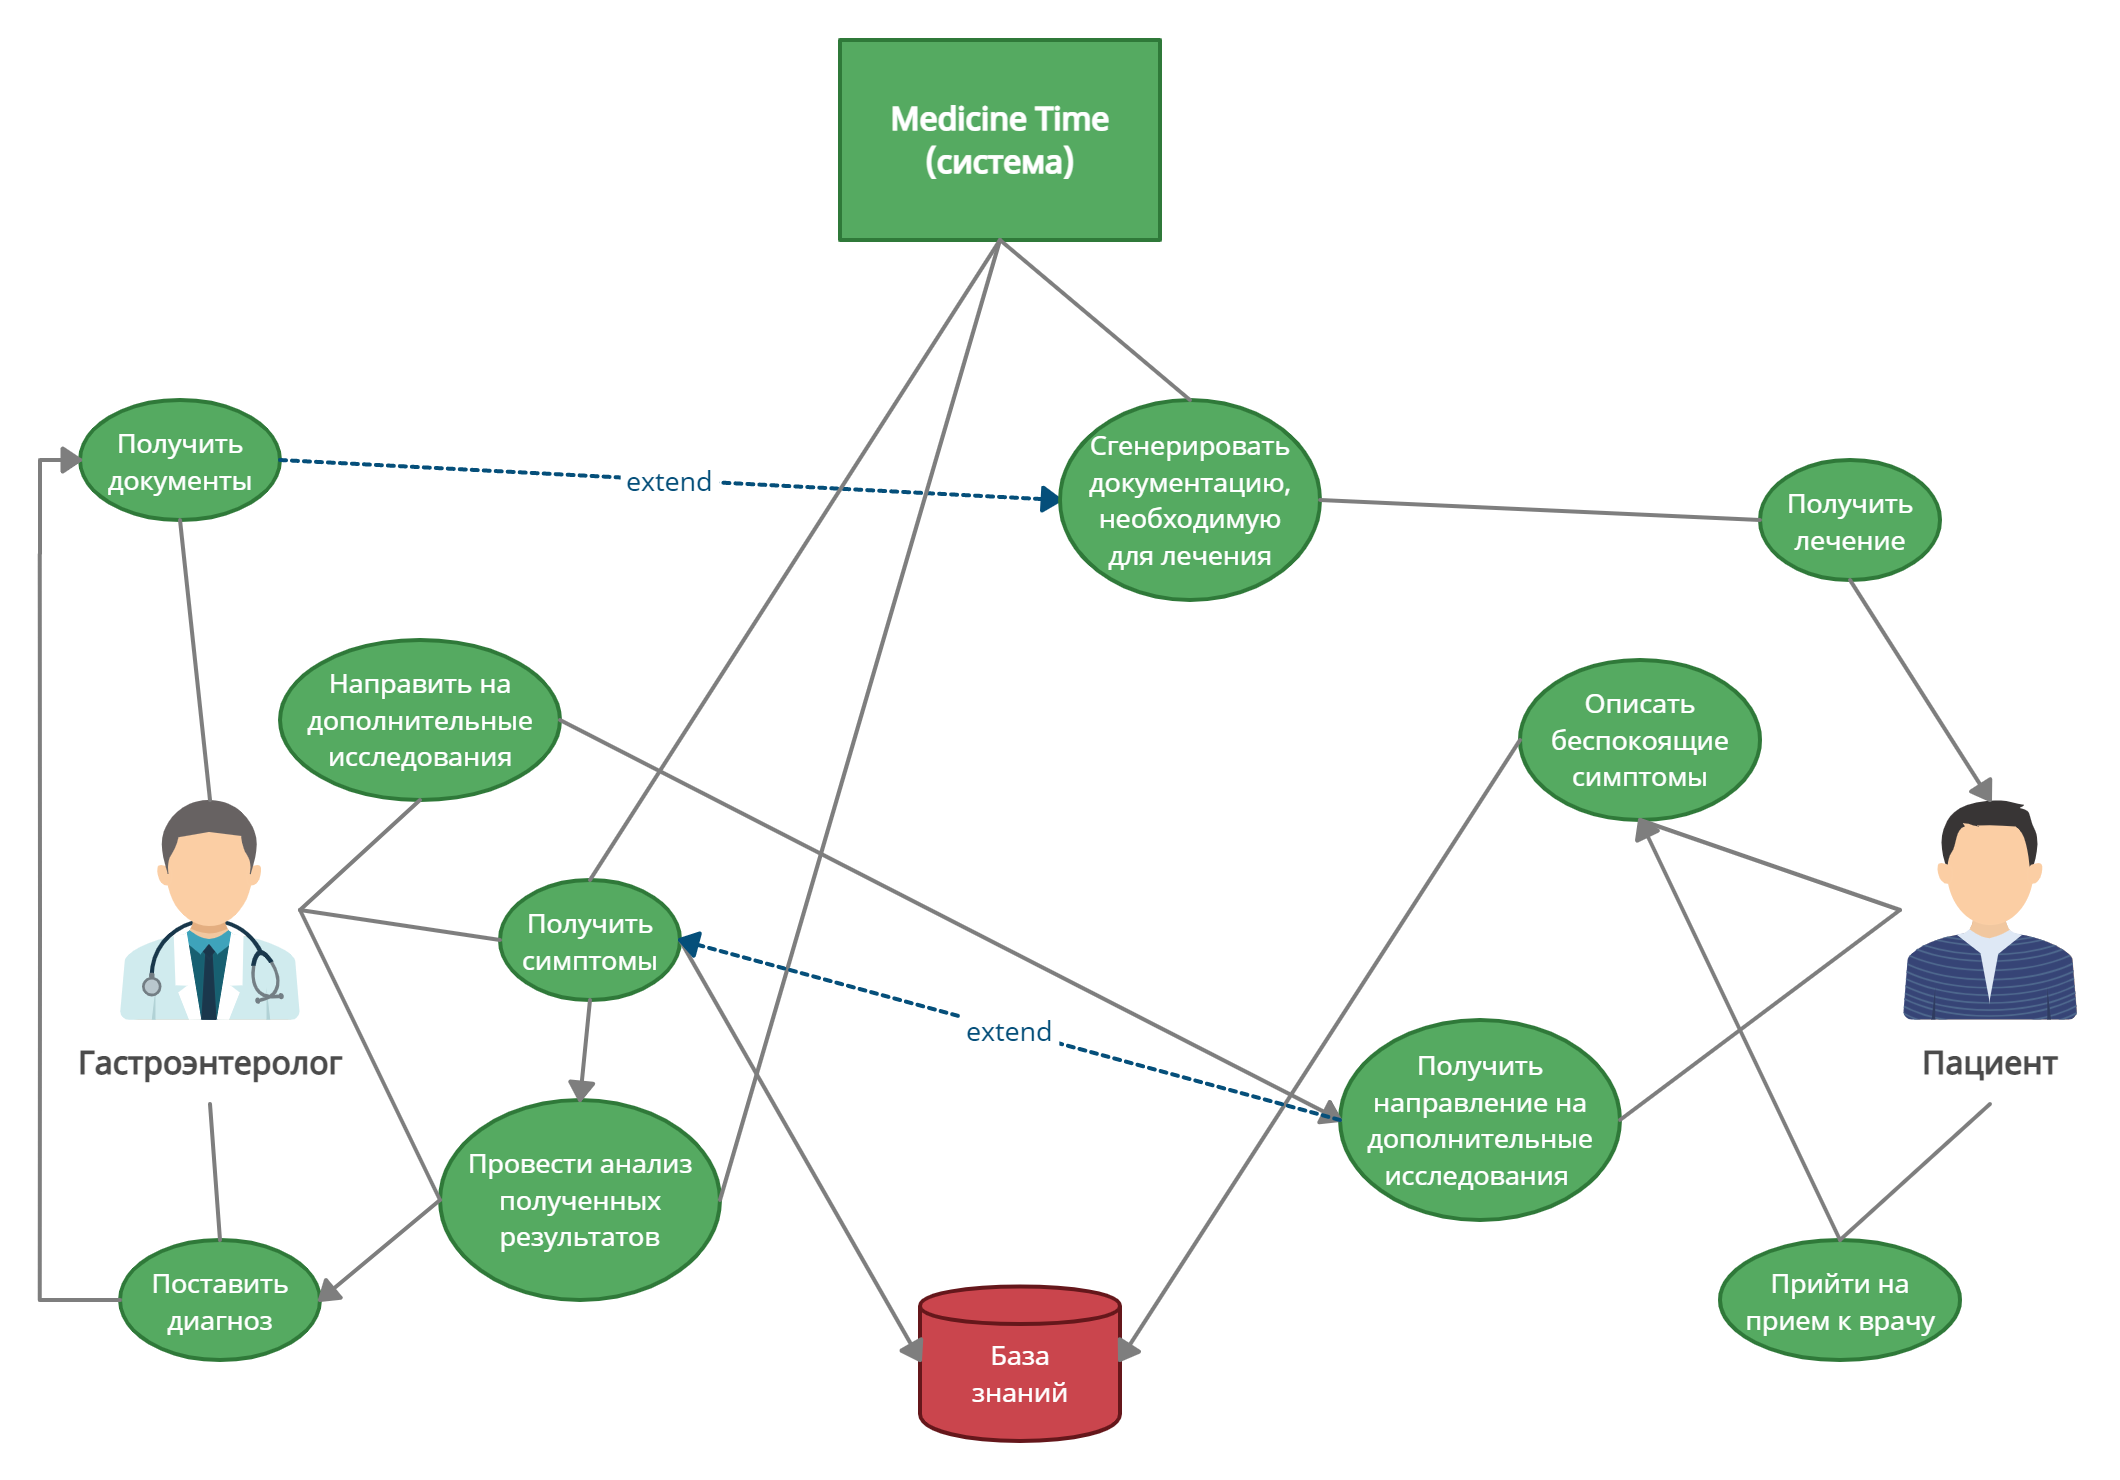 Medicine Time
(система)
Получить
документы
extend
Сгенерировать
документацию,
необходимую
для лечения
Получить
лечение
Направить на
дополнительные
исследования
Описать
беспокоящие
симптомы
Получить
симптомы
extend
Гастроэнтеролог
Пациент
Получить
направление на
дополнительные
исследования
Провести анализ
полученных
результатов
Поставить
диагноз
Прийти на
прием к врачу
База
знаний